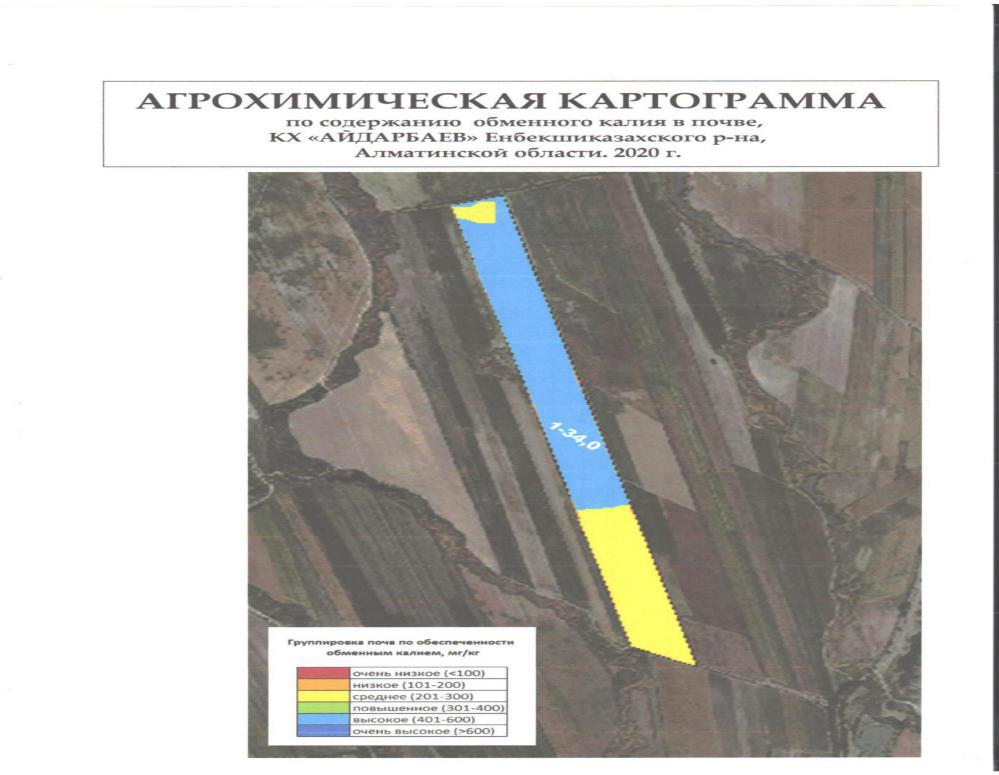 АГРОХИМИЧЕСКАЯ КАРТОГРАММА
по содержанию обменного калия в почве,
КХ «АЙДАРБАЕВ» Енбекшиказахского р-на,
Алматинской области. 2020 г.
1-34,0
Группировка почв по обеспеченности
обменным калием, мг/кг
очень низкое (<100)
низкое (101-200)
среднее (201-300)
повышенное (301-400)
высокое (401-600)
очень высокое (>600)